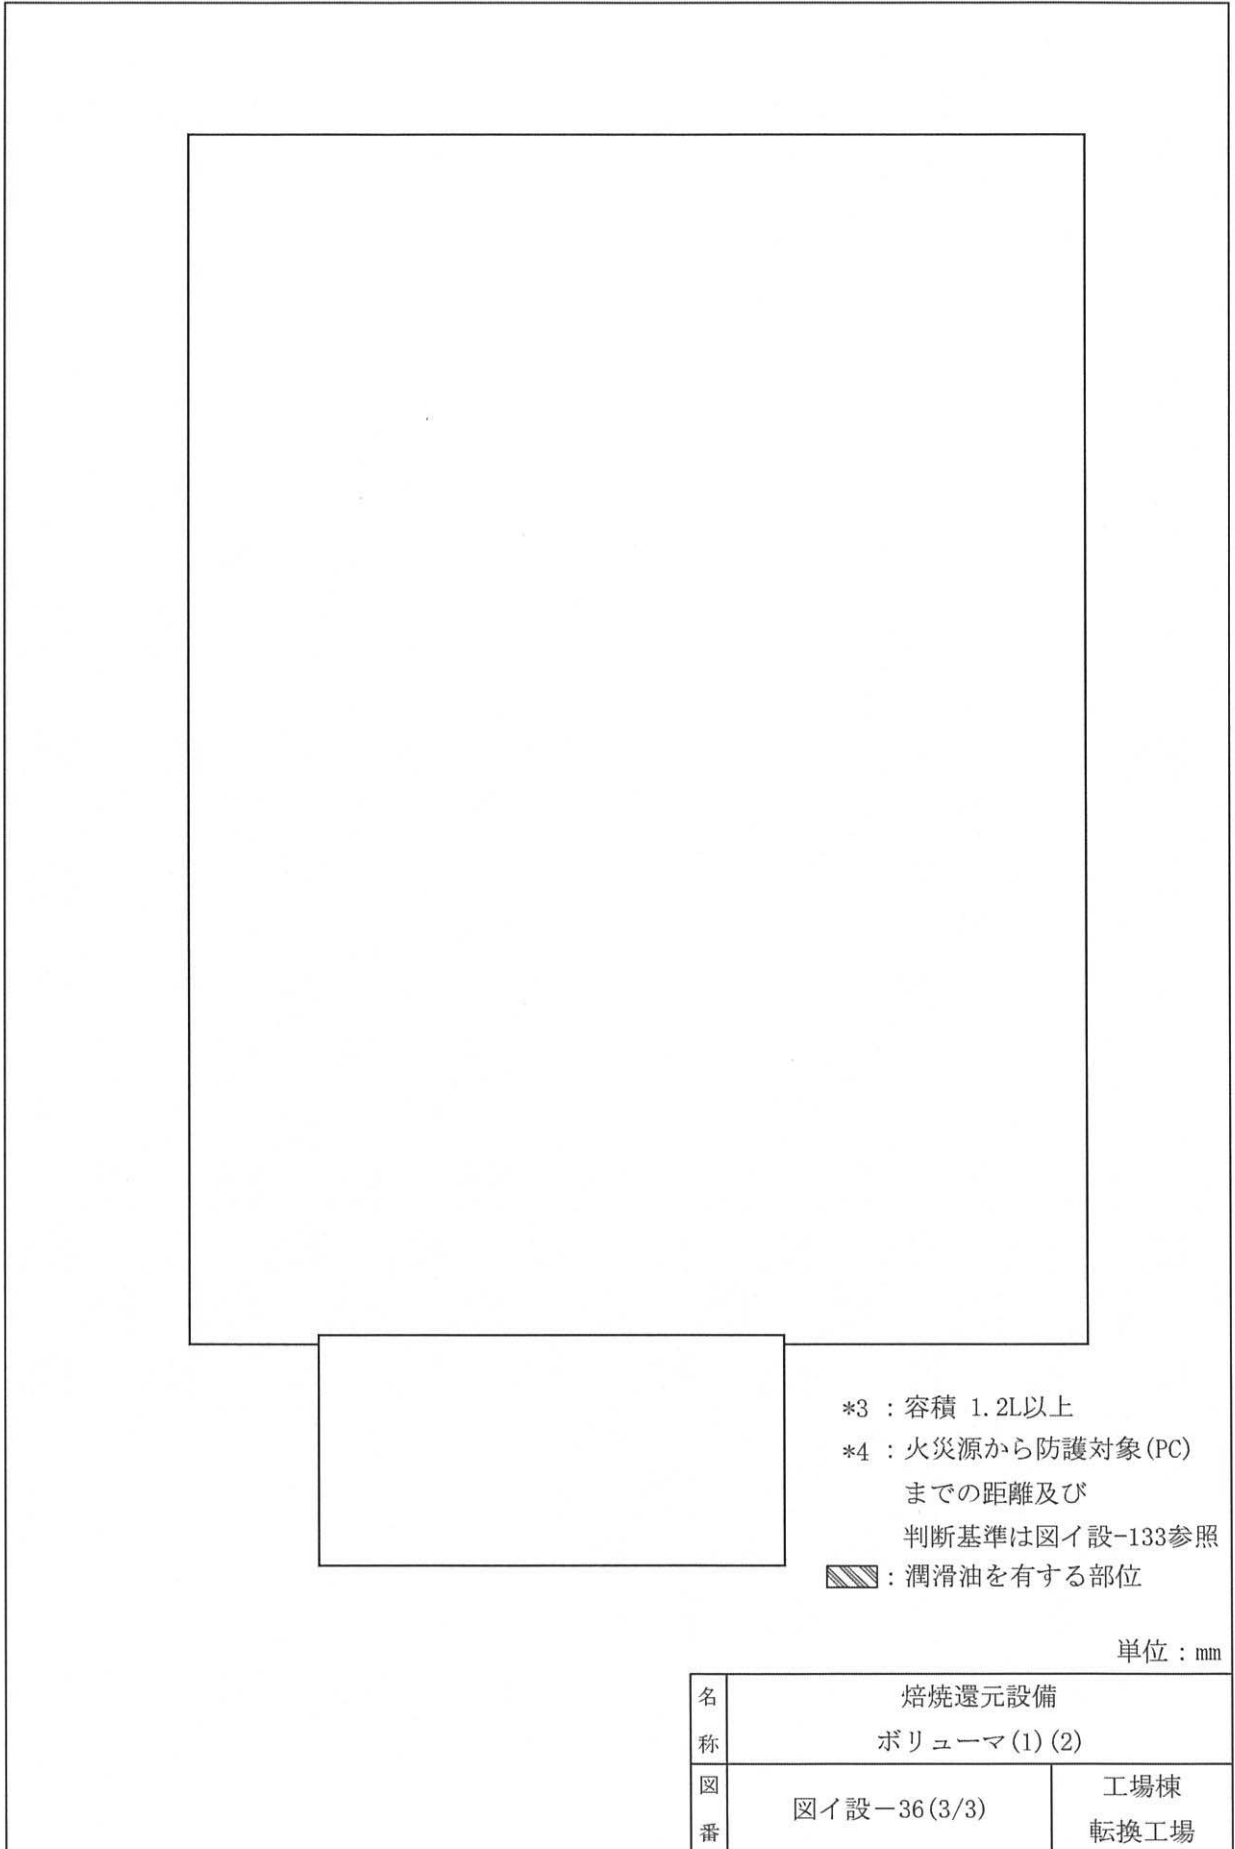 *3 : 容積 1.2L以上
*4 : 火災源から防護対象(PC)
までの距離及び
判断基準は図イ設-133参照
: 潤滑油を有する部位
単位：mm
名称
焙焼還元設備
ボリューマ(1)(2)
図番
図イ設－36(3/3)
工場棟
転換工場